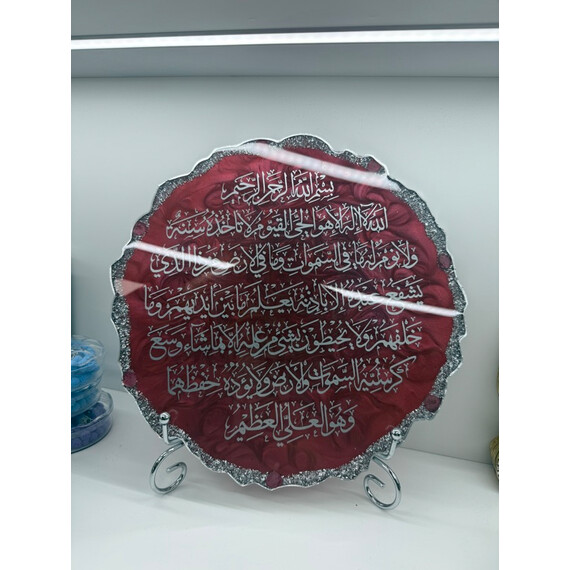 بسم الله الرحمن الرحيم
الله لا إله إلا هو الحي القيوم لا تأخذه سنة
ولا نوم له ما في السموات وما في الأرض من ذا الذي
يشفع عنده إلا بإذنه يعلم ما بين أيديهم وما
خلفهم ولا يحيطون بشيء من علمه إلا بما شاء وسع
كرسيه السموات والأرض ولا يؤده حفظهما
وهو العلي العظيم